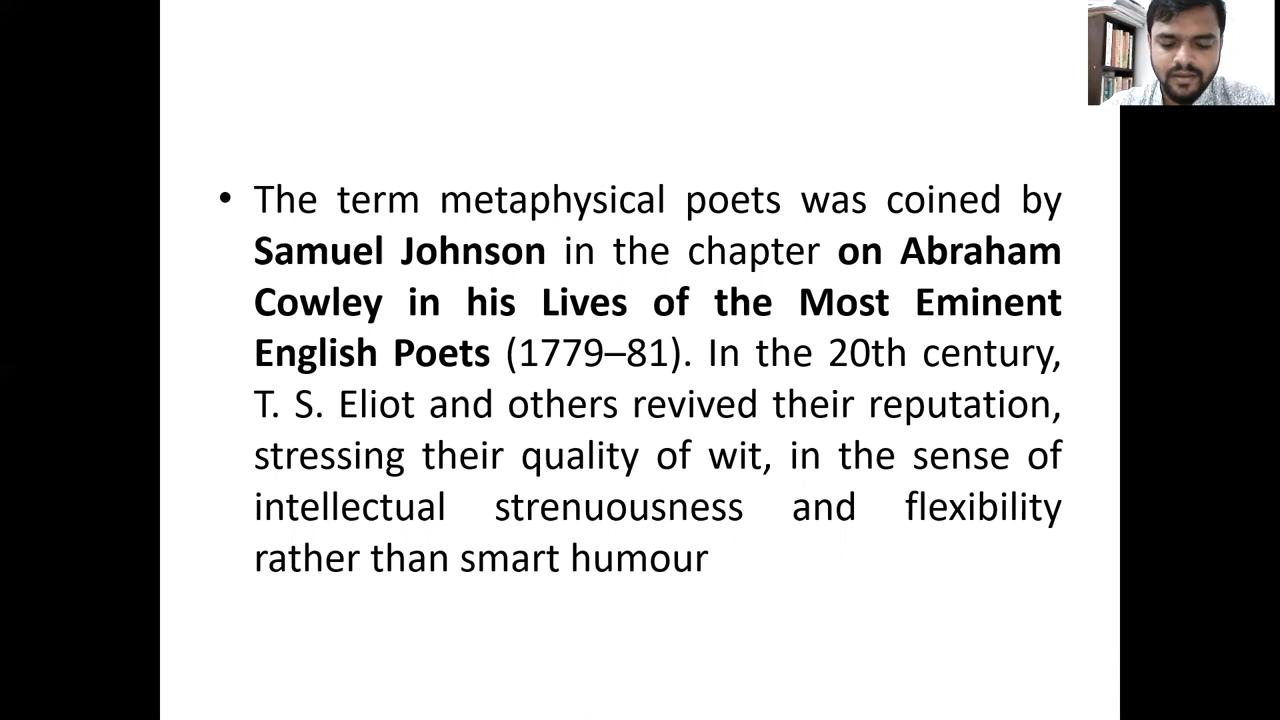 • The term metaphysical poets was coined by
Samuel Johnson in the chapter on Abraham
Cowley in his Lives of the Most Eminent
English Poets (1779–81). In the 20th century,
T. S. Eliot and others revived their reputation,
stressing their quality of wit, in the sense of
intellectual strenuousness and flexibility
rather than smart humour